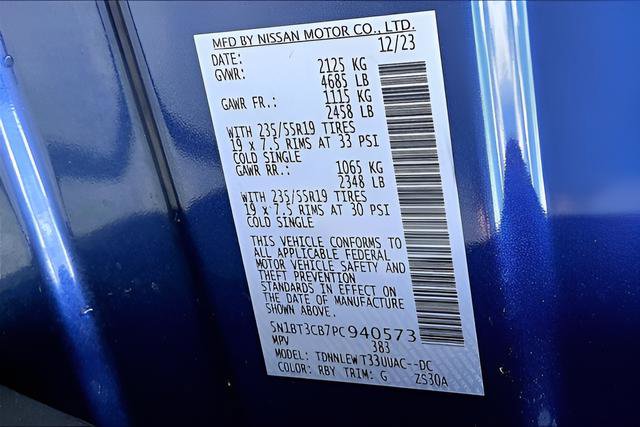 MFD BY NISSAN MOTOR CO., LTD.
DATE: 12/23
GVWR: 2125 KG
4685 LB
GAWR FR.: 1115 KG
2458 LB
WITH 235/55R19 TIRES
19 x 7.5 RIMS AT 33 PSI
COLD SINGLE
GAWR RR.: 1065 KG
2348 LB
WITH 235/55R19 TIRES
19 x 7.5 RIMS AT 30 PSI
COLD SINGLE
THIS VEHICLE CONFORMS TO
ALL APPLICABLE FEDERAL
MOTOR VEHICLE SAFETY AND
THEFT PREVENTION
STANDARDS IN EFFECT ON
THE DATE OF MANUFACTURE
SHOWN ABOVE.
5N1BT3CB7PC940573
MPV 383
MODEL: TDNNLEWT33UUAC--DC
COLOR: RBY TRIM: G ZS30A